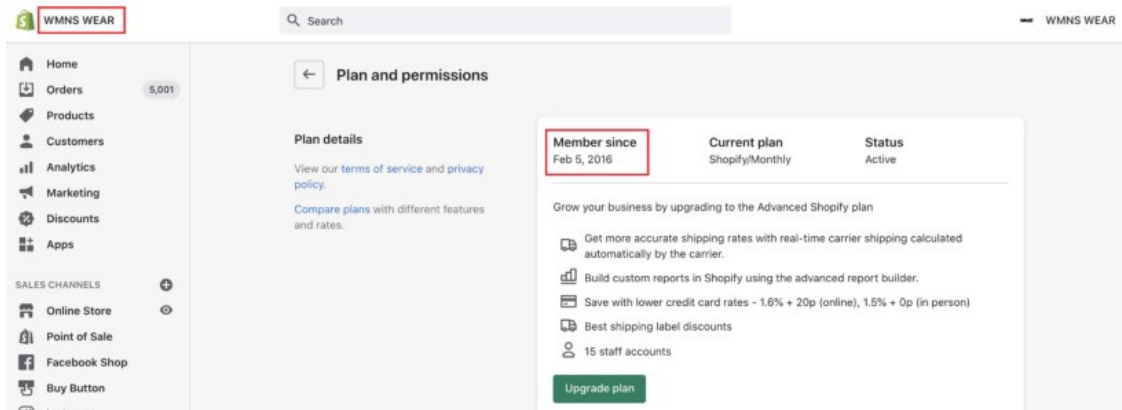 WMNS WEAR
Search
WMNS WEAR
Home
Orders 5,001
Products
Customers
Analytics
Marketing
Discounts
Apps
SALES CHANNELS
Online Store
Point of Sale
Facebook Shop
Buy Button
Plan and permissions
Plan details
View our terms of service and privacy
policy.
Compare plans with different features
and rates.
Member since Current plan Status
Feb 5, 2016 Shopify/Monthly Active
Grow your business by upgrading to the Advanced Shopify plan
Get more accurate shipping rates with real-time carrier shipping calculated
automatically by the carrier.
Build custom reports in Shopify using the advanced report builder.
Save with lower credit card rates - 1.6% + 20p (online), 1.5% + 0p (in person)
Best shipping label discounts
15 staff accounts
Upgrade plan